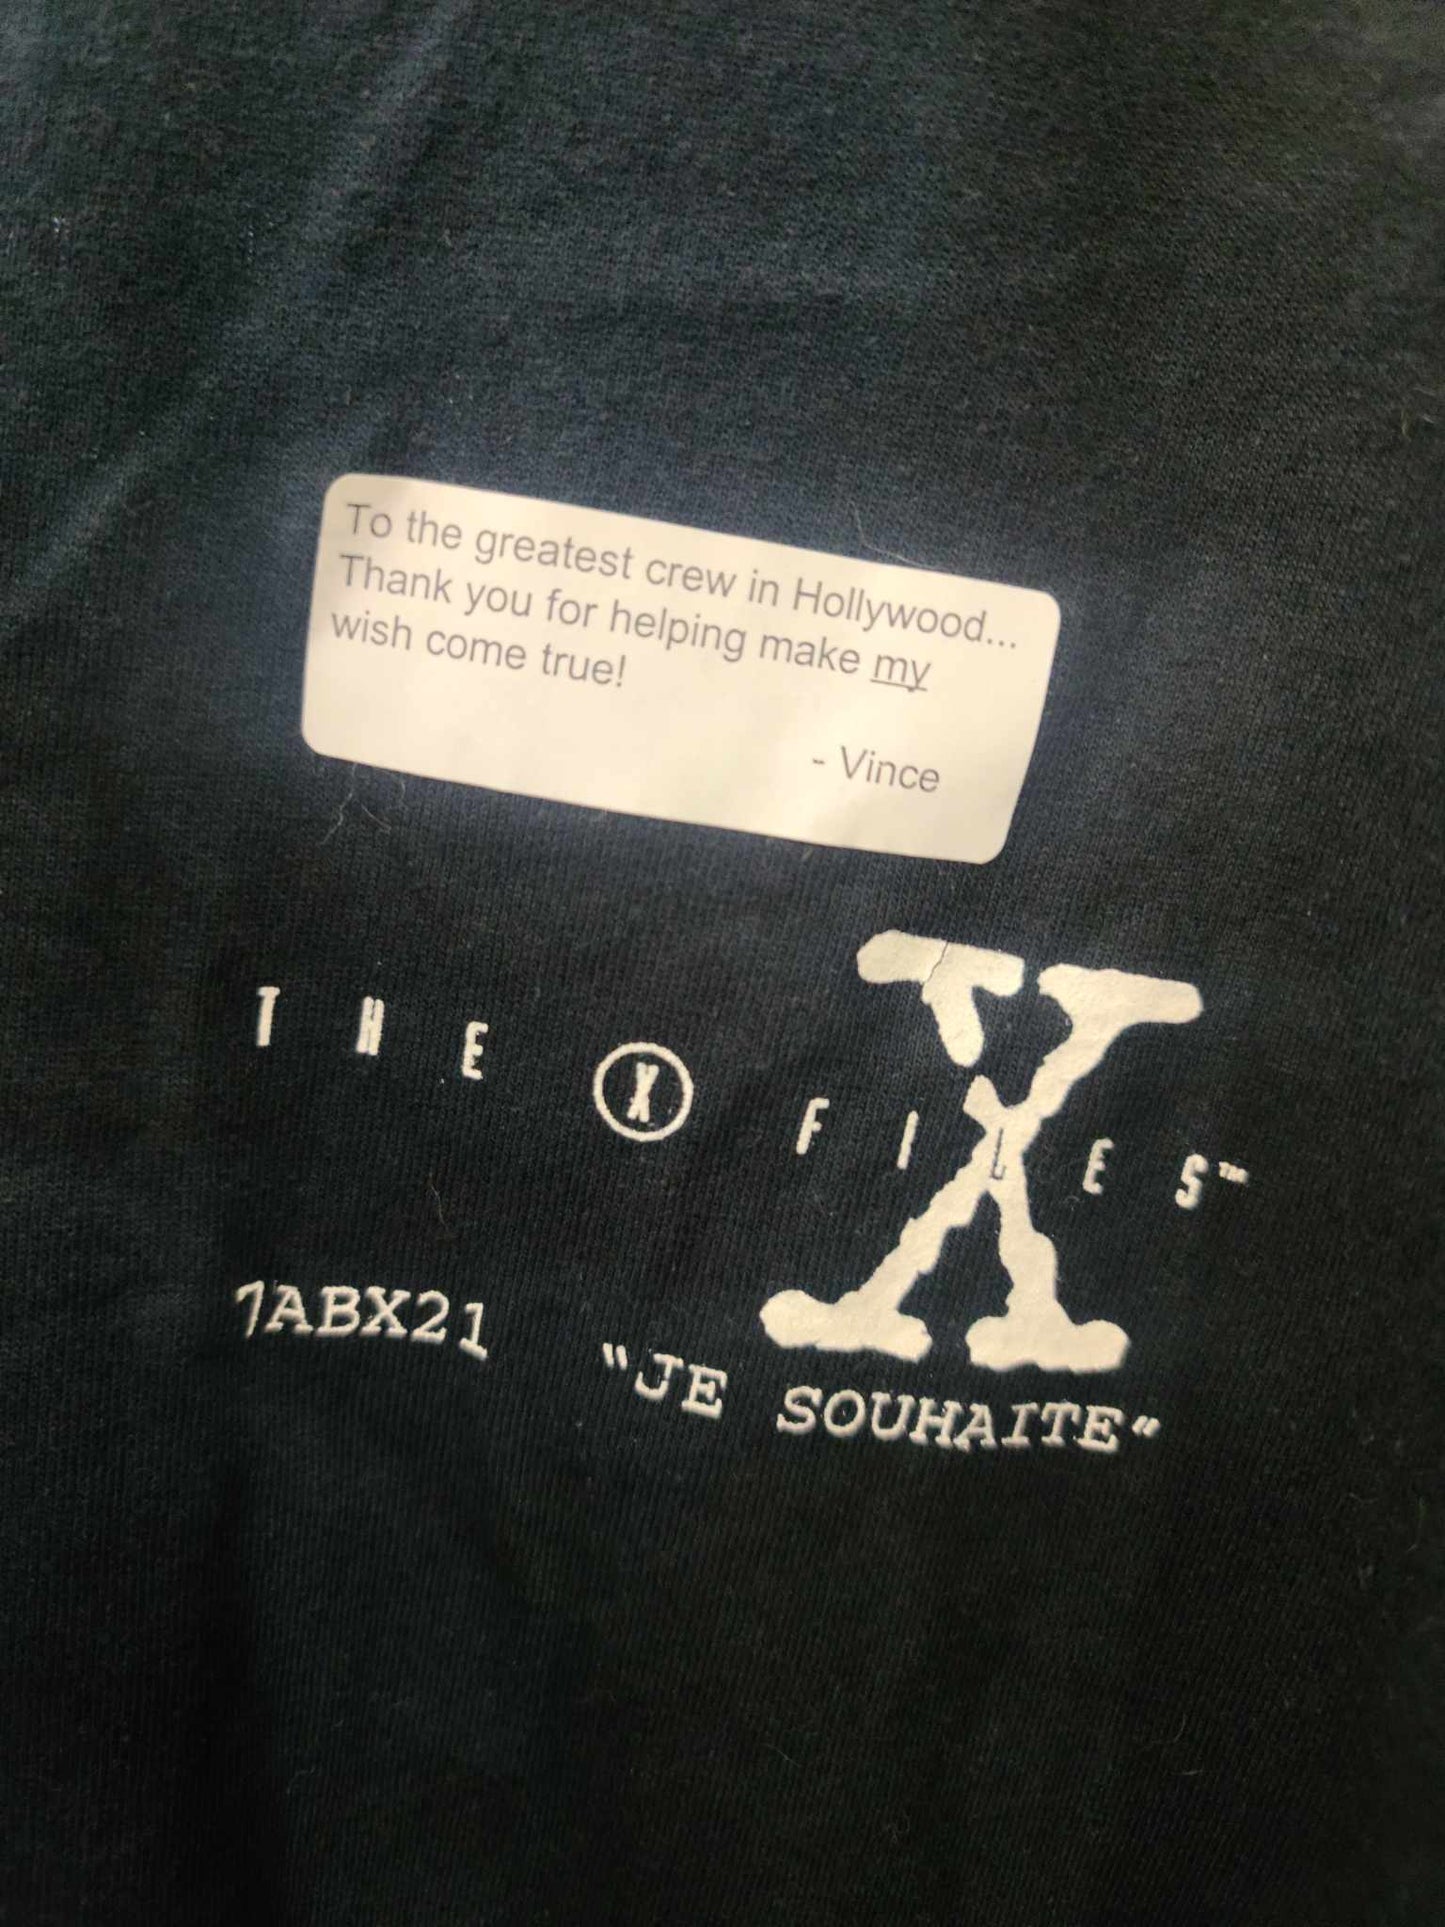 To the greatest crew in Hollywood...
Thank you for helping make my
wish come true!
- Vince
THE X FILES™
X
7ABX21 "JE SOUHAITE"